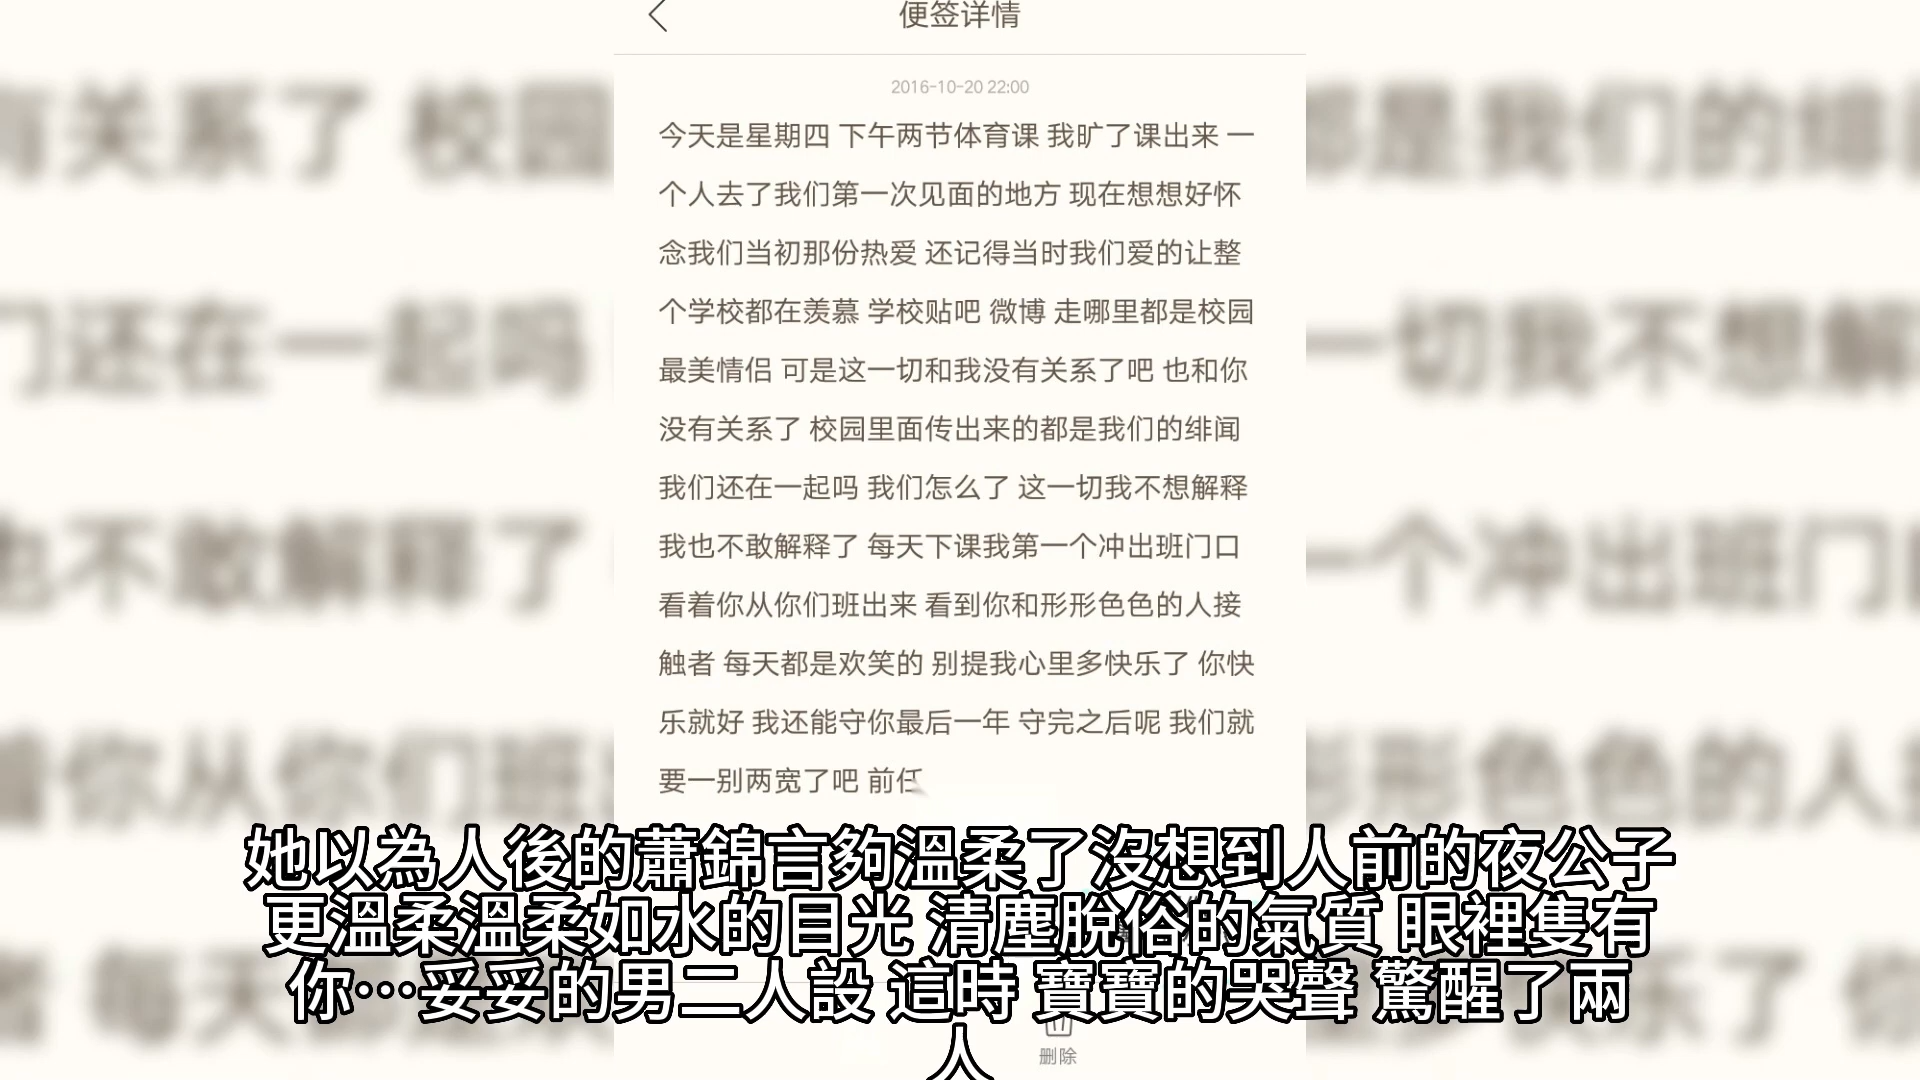 便签详情
2016-10-20 22:00
今天是星期四 下午两节体育课 我旷了课出来 一
个人去了我们第一次见面的地方 现在想想好怀
念我们当初那份热爱 还记得当时我们爱的让整
个学校都在羡慕 学校贴吧 微博 走哪里都是校园
最美情侣 可是这一切和我没有关系了吧 也和你
没有关系了 校园里面传出来的都是我们的绯闻
我们还在一起吗 我们怎么了 这一切我不想解释
我也不敢解释了 每天下课我第一个冲出班门口
看着你从你们班出来 看到你和形形色色的人接
触者 每天都是欢笑的 别提我心里多快乐了 你快
乐就好 我还能守你最后一年 守完之后呢 我们就
要一别两宽了吧 前任
她以為人後的蕭錦言夠溫柔了沒想到人前的夜公子
更溫柔溫柔如水的目光 清塵脫俗的氣質 眼裡隻有
你…妥妥的男二人設 這時 寶寶的哭聲 驚醒了兩
人
删除